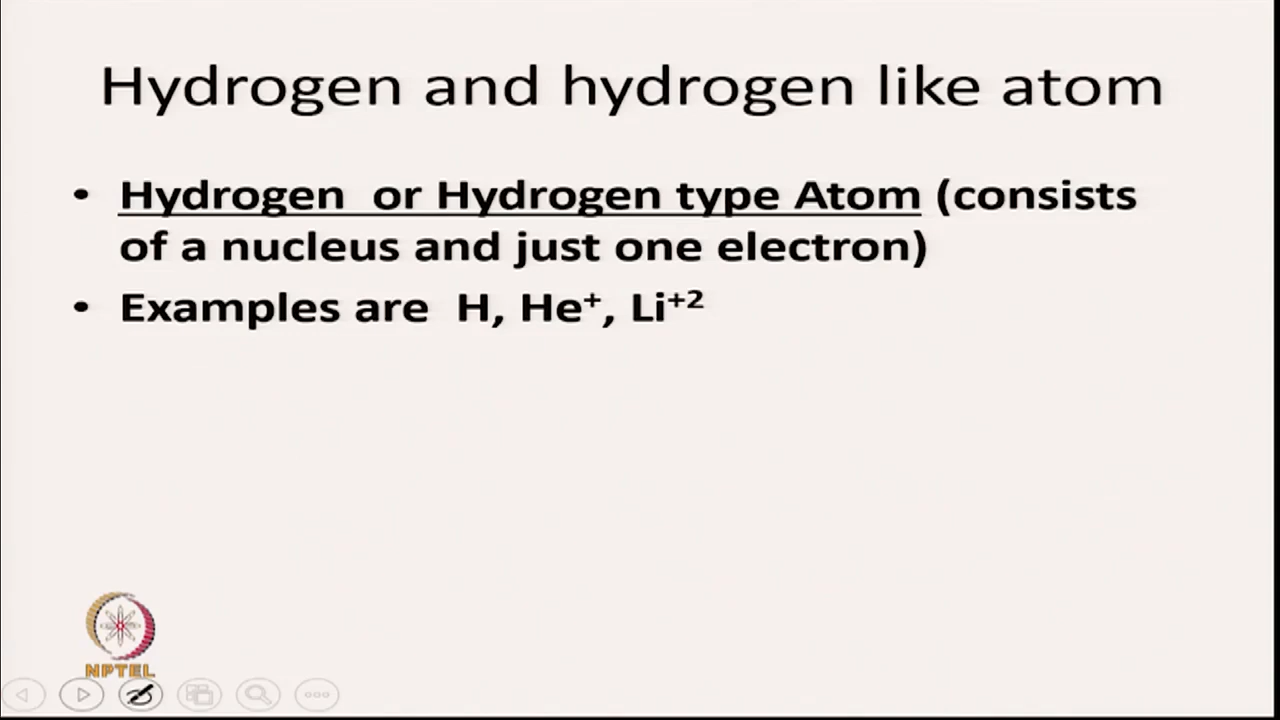 Hydrogen and hydrogen like atom
• Hydrogen or Hydrogen type Atom (consists
of a nucleus and just one electron)
• Examples are H, He⁺, Li⁺²
NPTEL